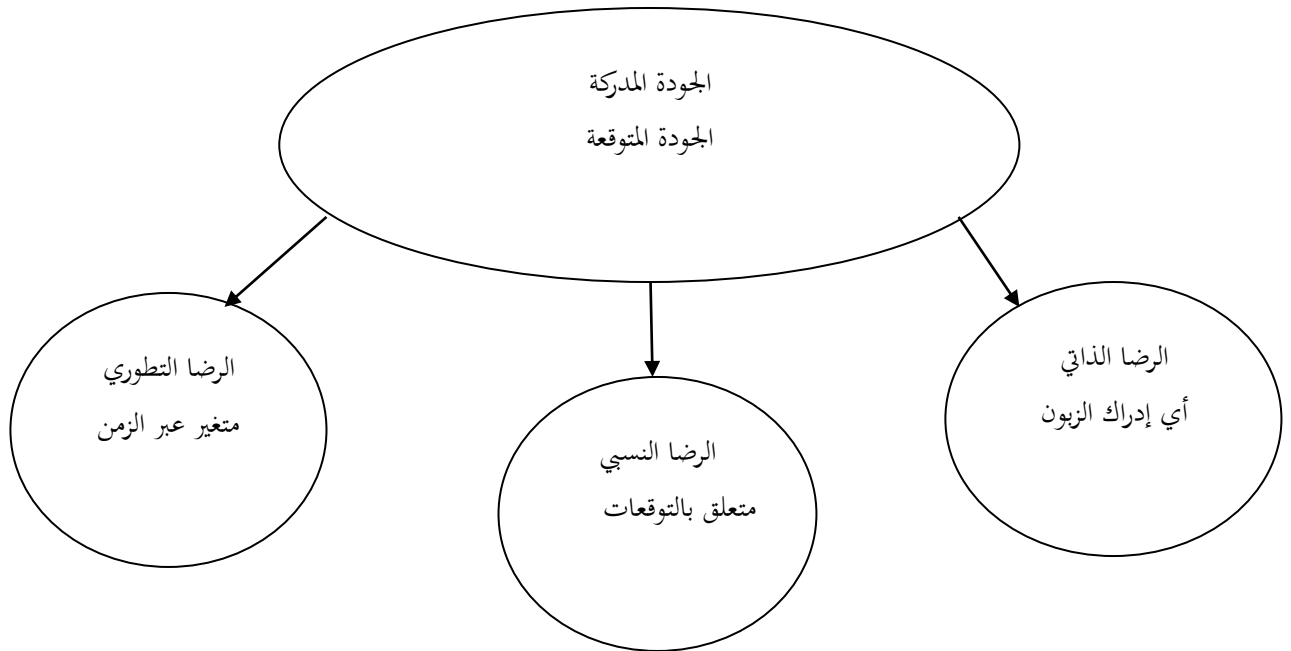 الجودة المدركة
الجودة المتوقعة
الرضا الذاتي
أي إدراك الزبون
الرضا النسبي
متعلق بالتوقعات
الرضا التطوري
متغير عبر الزمن